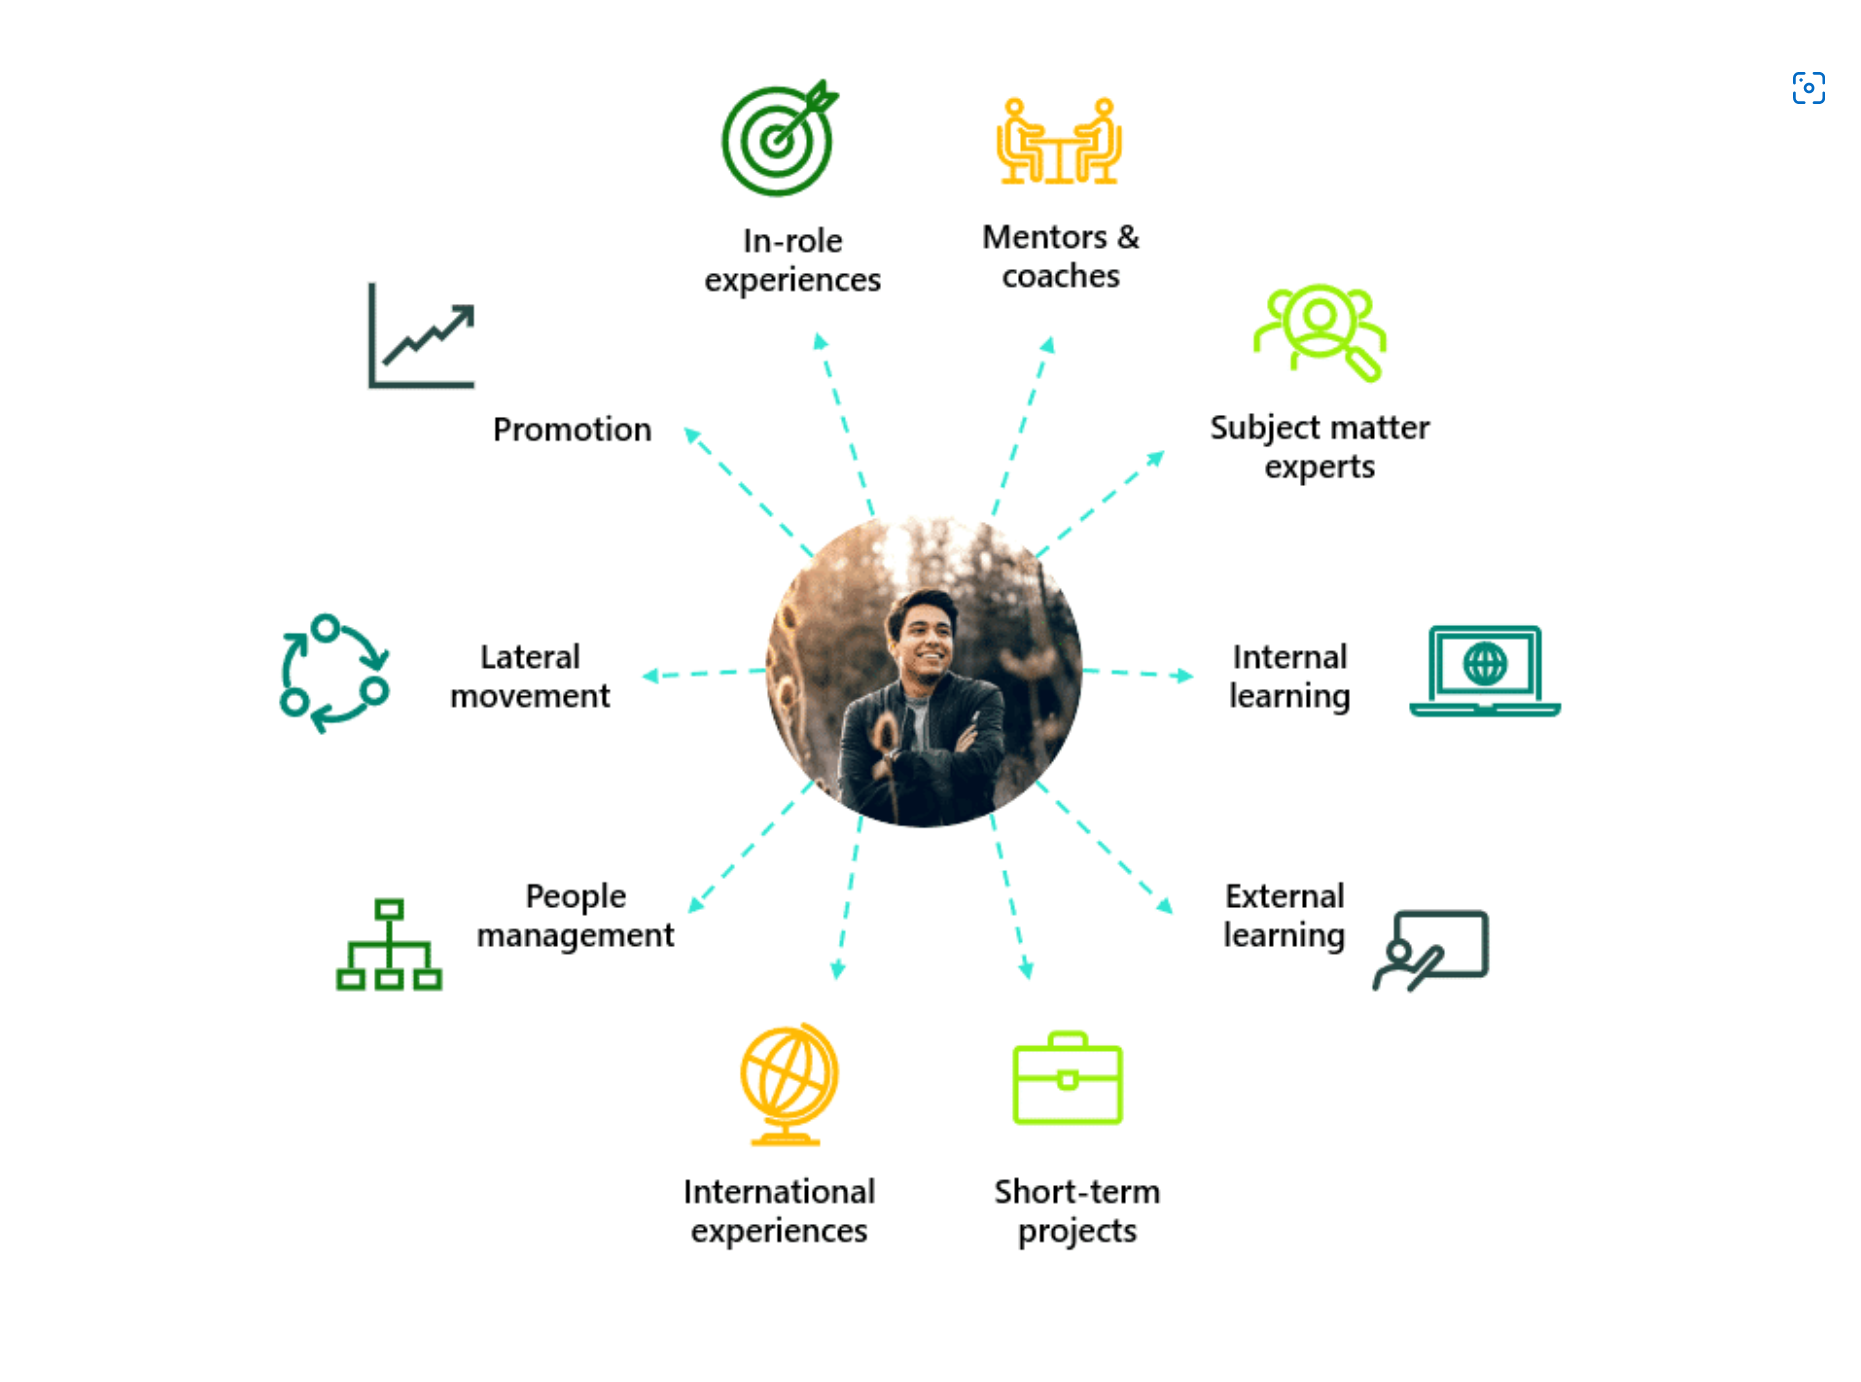 In-role
experiences
Mentors &
coaches
Promotion
Subject matter
experts
Lateral
movement
Internal
learning
People
management
External
learning
International
experiences
Short-term
projects